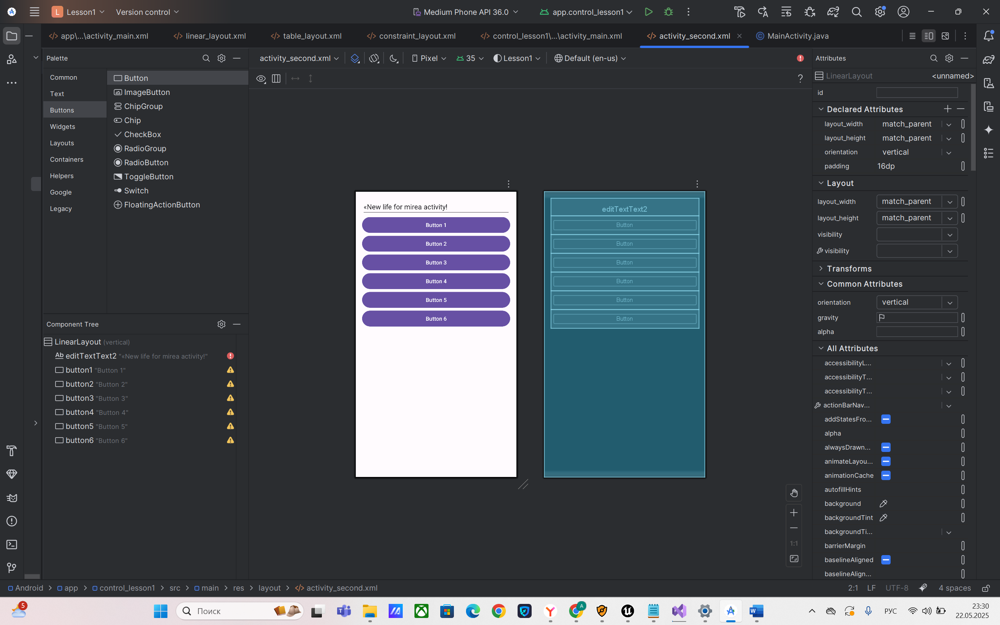 L Lesson1 Version control Medium Phone API 36.0 app.control_lesson1
app\...\activity_main.xml linear_layout.xml table_layout.xml constraint_layout.xml control_lesson1\...\activity_main.xml activity_second.xml MainActivity.java
Palette
Common
Text
Buttons
Widgets
Layouts
Containers
Helpers
Google
Legacy
Button
ImageButton
ChipGroup
Chip
CheckBox
RadioGroup
RadioButton
ToggleButton
Switch
FloatingActionButton
Component Tree
LinearLayout (vertical)
Ab editTextText2 "«New life for mirea activity!"
button1 "Button 1"
button2 "Button 2"
button3 "Button 3"
button4 "Button 4"
button5 "Button 5"
button6 "Button 6"
activity_second.xml Pixel 35 Lesson1 Default (en-us)
?
«New life for mirea activity!
Button 1
Button 2
Button 3
Button 4
Button 5
Button 6
editTextText2
Button
Button
Button
Button
Button
Button
1:1
Attributes
LinearLayout <unnamed>
id
Declared Attributes
layout_width match_parent
layout_height match_parent
orientation vertical
padding 16dp
Layout
layout_width match_parent
layout_height match_parent
visibility
visibility
Transforms
Common Attributes
orientation vertical
gravity
alpha
All Attributes
accessibilityL...
accessibilityT...
accessibilityT...
actionBarNav...
addStatesFro...
alpha
alwaysDrawn...
animateLayou...
animationCache
autofillHints
background
backgroundTint
backgroundTi...
barrierMargin
baselineAligned
baselineAlign...
Android > app > control_lesson1 > src > main > res > layout > activity_second.xml
2:1 LF UTF-8 4 spaces
5
Поиск
A
РУС
23:30
22.05.2025